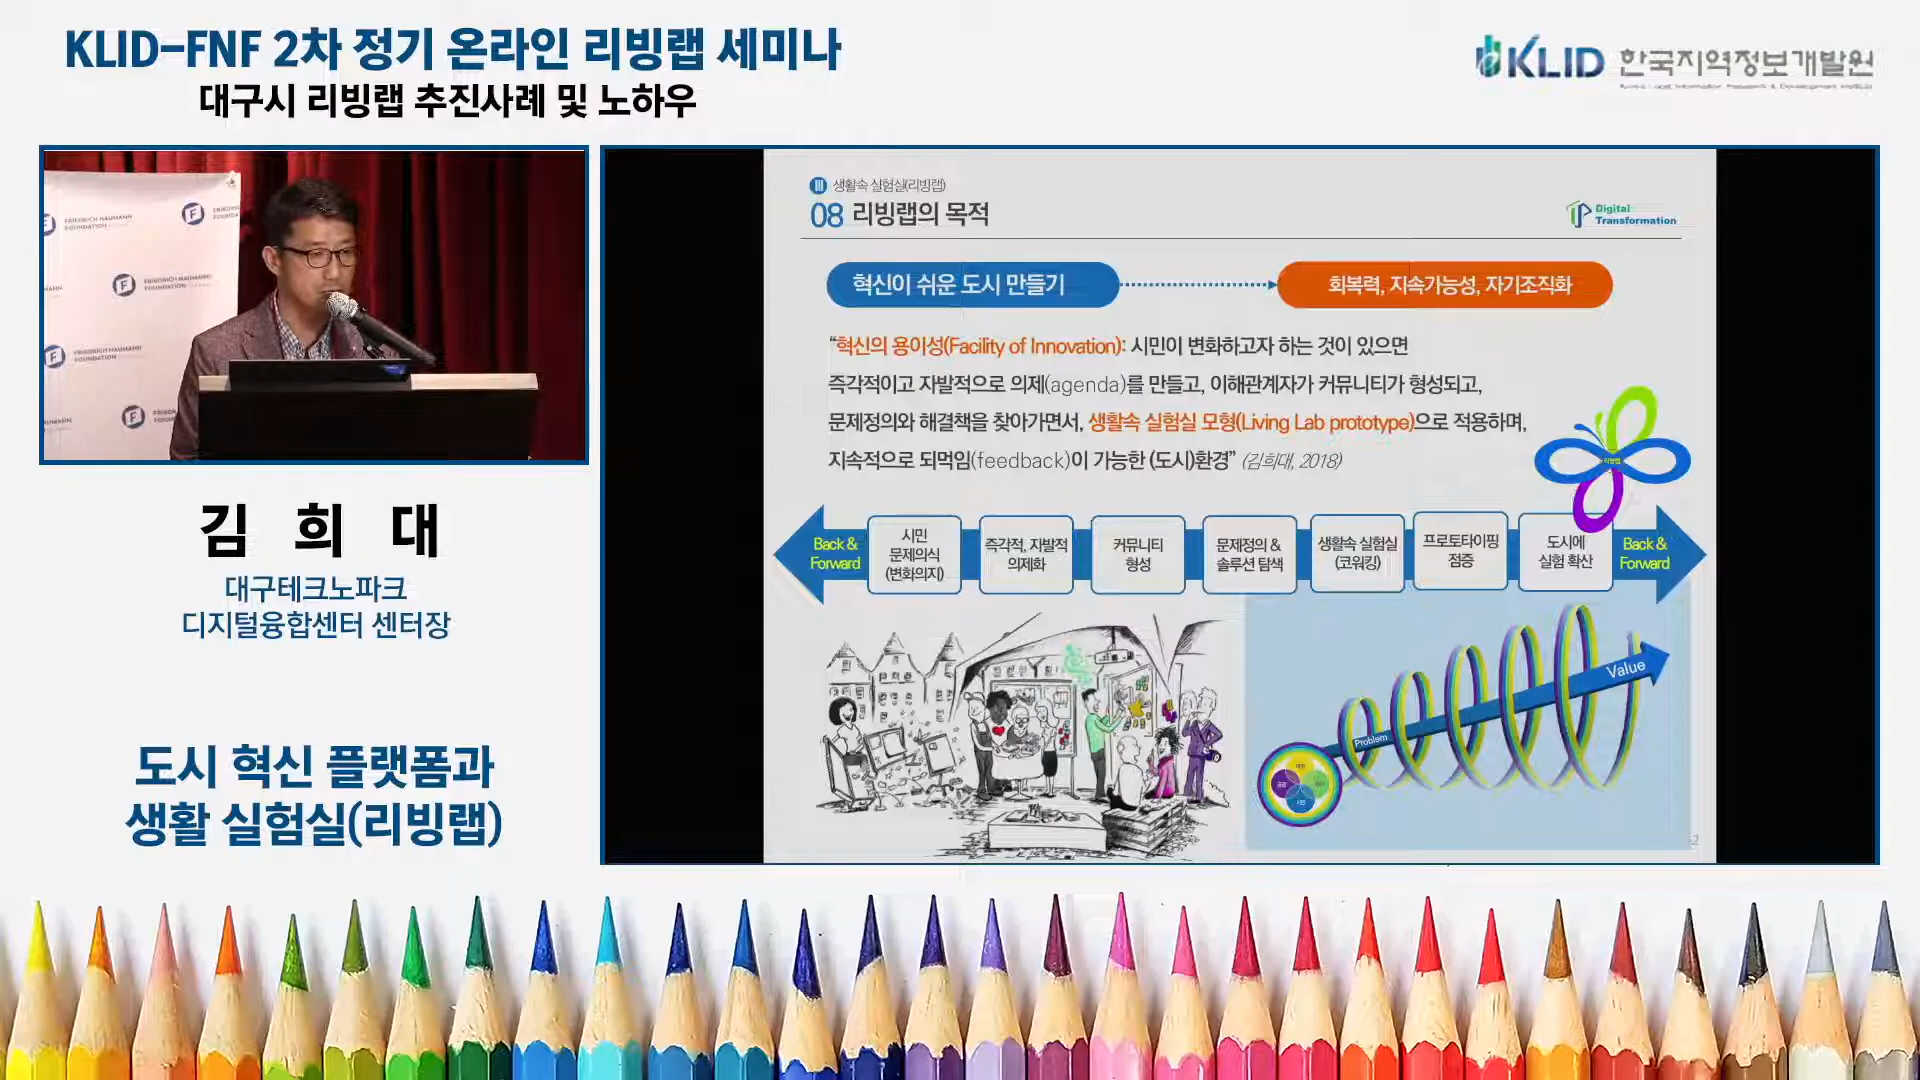 KLID-FNF 2차 정기 온라인 리빙랩 세미나
대구시 리빙랩 추진사례 및 노하우
KLID 한국지역정보개발원
FRIEDRICH NAUMANN
FOUNDATION
FRIEDRICH NAUMANN
FOUNDATION
FRIEDRICH NAUMANN
FOUNDATION
김 희 대
대구테크노파크
디지털융합센터 센터장
도시 혁신 플랫폼과
생활 실험실(리빙랩)
Ⅲ 생활속 실험실(리빙랩)
08 리빙랩의 목적
Digital
Transformation
혁신이 쉬운 도시 만들기
회복력, 지속가능성, 자기조직화
“혁신의 용이성(Facility of Innovation): 시민이 변화하고자 하는 것이 있으면
즉각적이고 자발적으로 의제(agenda)를 만들고, 이해관계자가 커뮤니티가 형성되고,
문제정의와 해결책을 찾아가면서, 생활속 실험실 모형(Living Lab prototype)으로 적용하며,
지속적으로 되먹임(feedback)이 가능한 (도시)환경” (김희대, 2018)
리빙랩
Back &
Forward
시민
문제의식
(변화의지)
즉각적, 자발적
의제화
커뮤니티
형성
문제정의 &
솔루션 탐색
생활속 실험실
(코워킹)
프로토타이핑
점증
도시에
실험 확산
Back &
Forward
Problem
Value